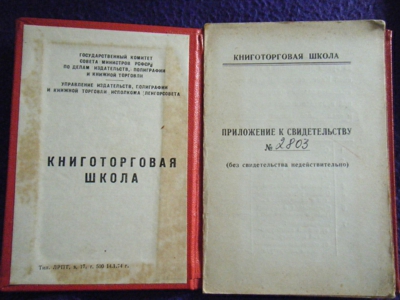 ГОСУДАРСТВЕННЫЙ КОМИТЕТ
СОВЕТА МИНИСТРОВ РСФСР
ПО ДЕЛАМ ИЗДАТЕЛЬСТВ, ПОЛИГРАФИИ
И КНИЖНОЙ ТОРГОВЛИ
УПРАВЛЕНИЕ ИЗДАТЕЛЬСТВ, ПОЛИГРАФИИ
И КНИЖНОЙ ТОРГОВЛИ ИСПОЛКОМА ЛЕНГОРСОВЕТА
КНИГОТОРГОВАЯ
ШКОЛА
Тип.
КНИГОТОРГОВАЯ ШКОЛА
ПРИЛОЖЕНИЕ К СВИДЕТЕЛЬСТВУ
№ 2803
(без свидетельства недействительно)